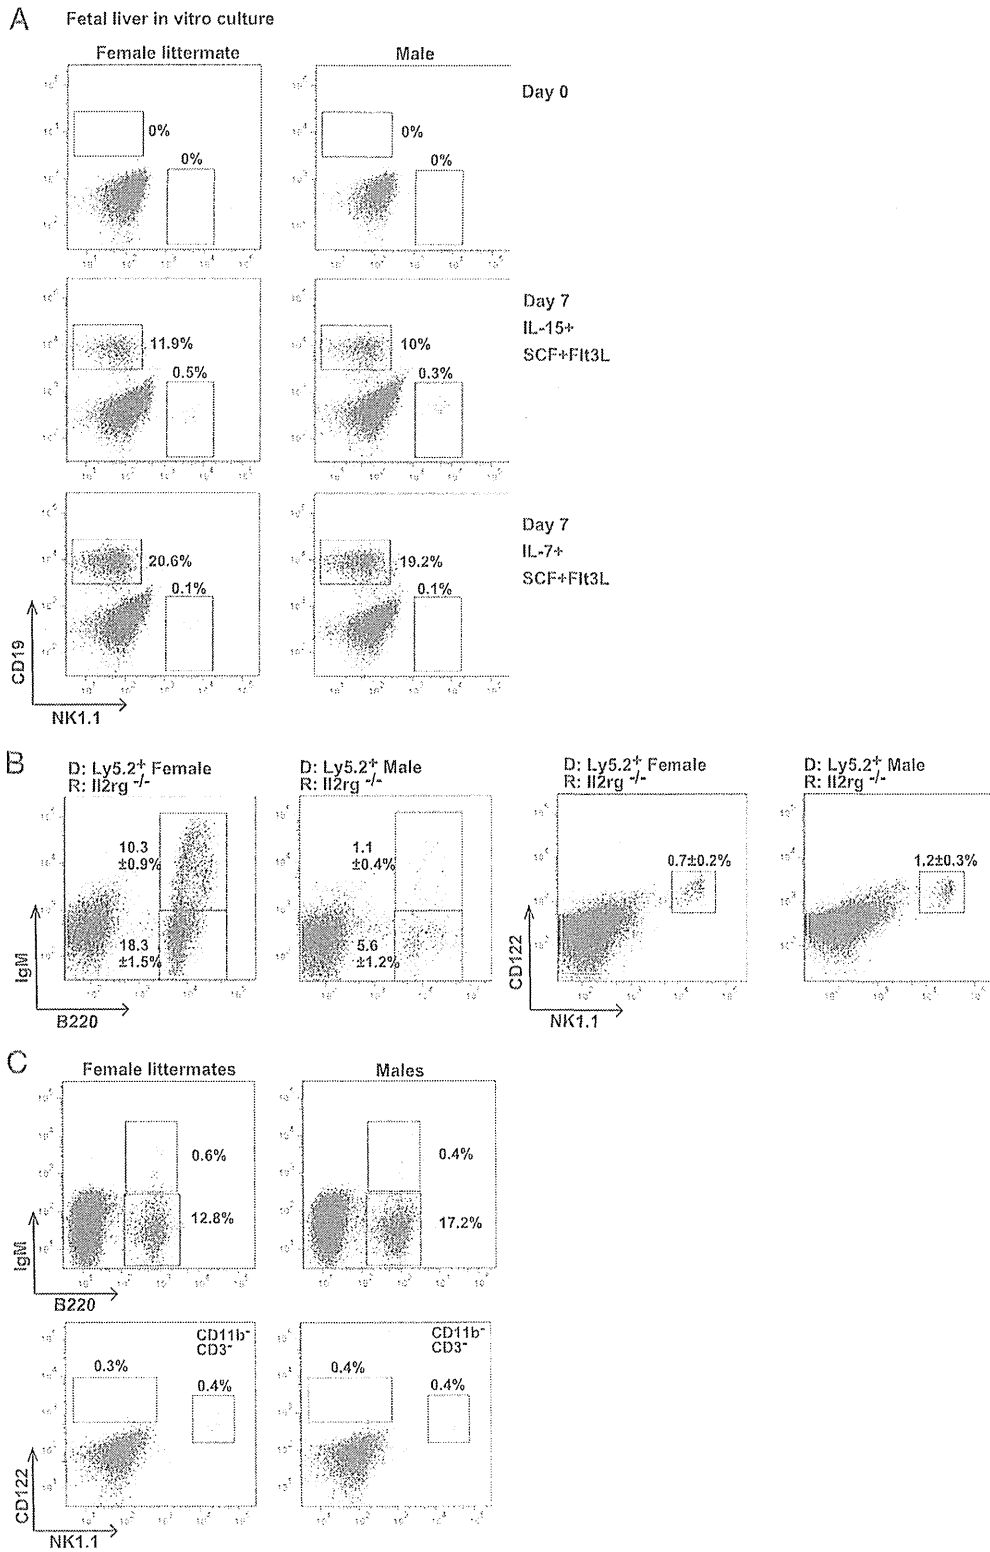 A
Fetal liver in vitro culture
Female littermate
Male
Day 0
0%
0%
0%
0%
Day 7
IL-15+
SCF+Flt3L
11.9%
0.5%
10%
0.3%
Day 7
IL-7+
SCF+Flt3L
20.6%
0.1%
19.2%
0.1%
CD19
NK1.1
B
D: Ly5.2+ Female
R: Il2rg -/-
D: Ly5.2+ Male
R: Il2rg -/-
D: Ly5.2+ Female
R: Il2rg -/-
D: Ly5.2+ Male
R: Il2rg -/-
10.3
±0.9%
18.3
±1.5%
1.1
±0.4%
5.6
±1.2%
0.7±0.2%
1.2±0.3%
IgM
B220
CD122
NK1.1
C
Female littermates
Males
0.6%
12.8%
0.4%
17.2%
IgM
B220
CD11b-
CD3-
0.3%
0.4%
CD11b-
CD3-
0.4%
0.4%
CD122
NK1.1